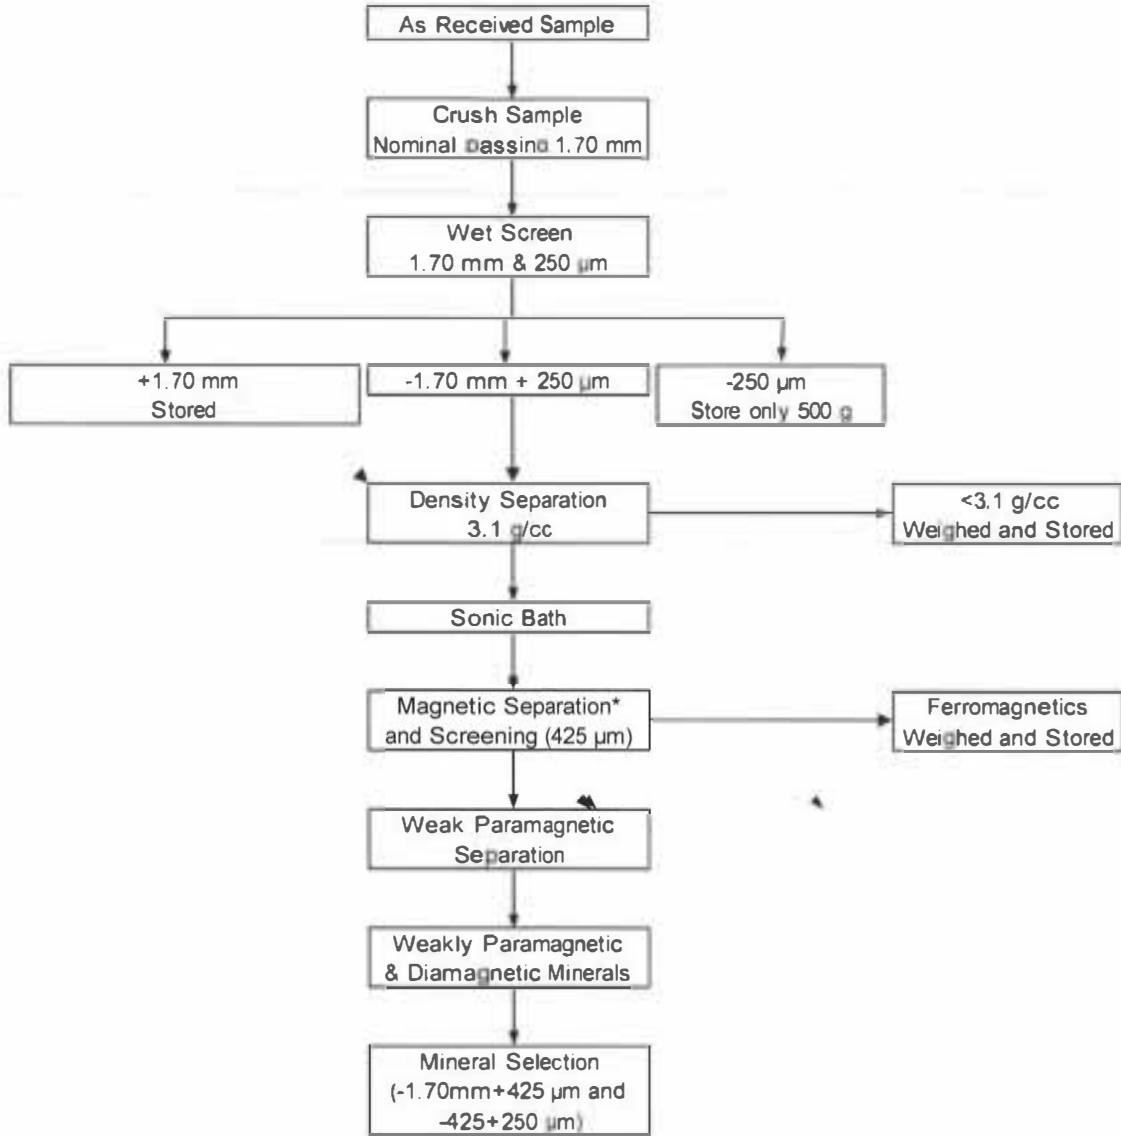 As Received Sample
Crush Sample
Nominal passing 1.70 mm
Wet Screen
1.70 mm & 250 µm
+1.70 mm
Stored
-1.70 mm + 250 µm
-250 µm
Store only 500 g
Density Separation
3.1 g/cc
<3.1 g/cc
Weighed and Stored
Sonic Bath
Magnetic Separation*
and Screening (425 µm)
Ferromagnetics
Weighed and Stored
Weak Paramagnetic
Separation
Weakly Paramagnetic
& Diamagnetic Minerals
Mineral Selection
(-1.70mm+425 µm and
-425+250 µm)